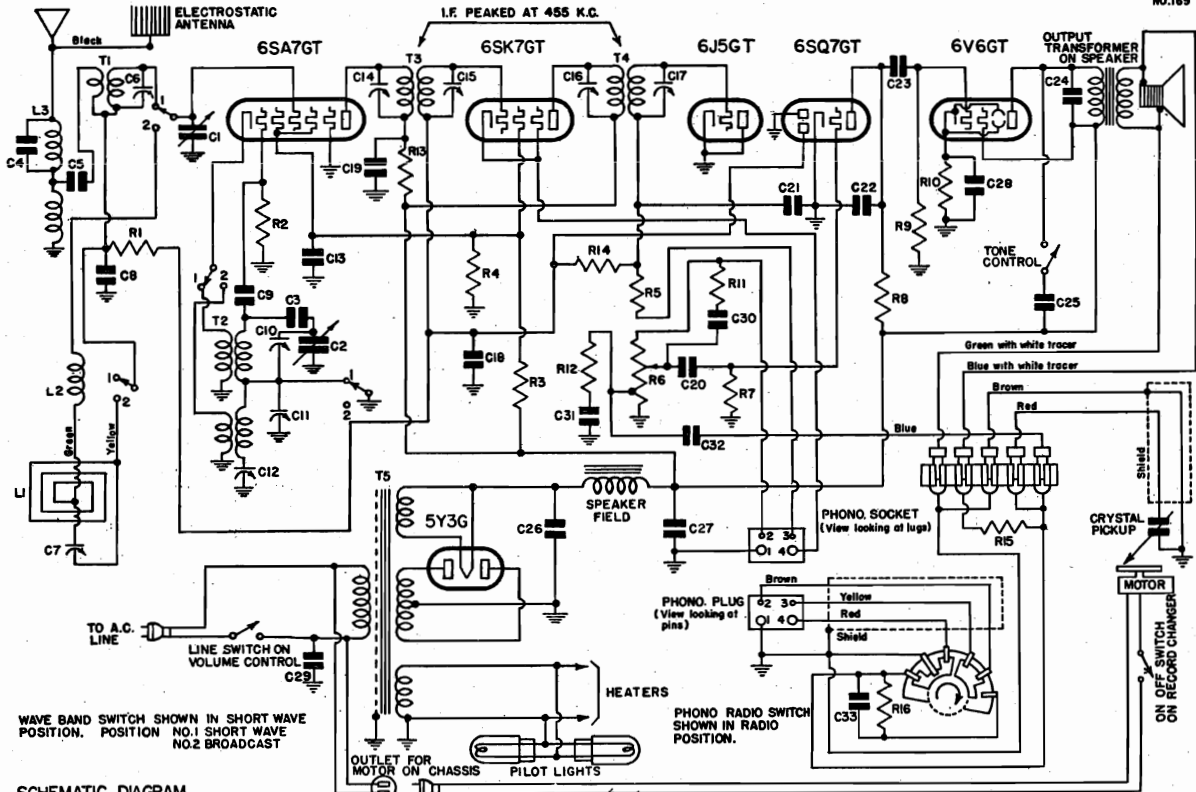 NO.169
ELECTROSTATIC
ANTENNA
I.F. PEAKED AT 455 K.C.
Black
6SA7GT
6SK7GT
6J5GT
6SQ7GT
6V6GT
OUTPUT
TRANSFORMER
ON SPEAKER
T1
C6
L3
C4
C5
1
2
C1
C14
T3
C15
C16
T4
C17
C23
C24
C19
R13
R10
C28
R1
C8
R2
C13
R4
R14
C21
C22
R9
TONE
CONTROL
C9
1
2
T2
C3
C10
C2
R5
R11
C30
R8
C25
L2
1
2
C11
1
2
C18
R3
R12
R6
C20
R7
Green with white tracer
Blue with white tracer
Brown
Red
Green
Yellow
C12
C31
C32
Blue
Shield
L1
C7
T5
5Y3G
C26
SPEAKER
FIELD
C27
PHONO. SOCKET
(View looking at lugs)
2 3
1 4
R15
CRYSTAL
PICKUP
MOTOR
TO A.C.
LINE
LINE SWITCH ON
VOLUME CONTROL
C29
PHONO. PLUG
(View looking at
pins)
Brown
2 3
1 4
Yellow
Red
Shield
ON OFF SWITCH
ON RECORD CHANGER
HEATERS
C33
R16
WAVE BAND SWITCH SHOWN IN SHORT WAVE
POSITION. POSITION NO.1 SHORT WAVE
NO.2 BROADCAST
PHONO RADIO SWITCH
SHOWN IN RADIO
POSITION.
OUTLET FOR
MOTOR ON CHASSIS
PILOT LIGHTS
SCHEMATIC DIAGRAM